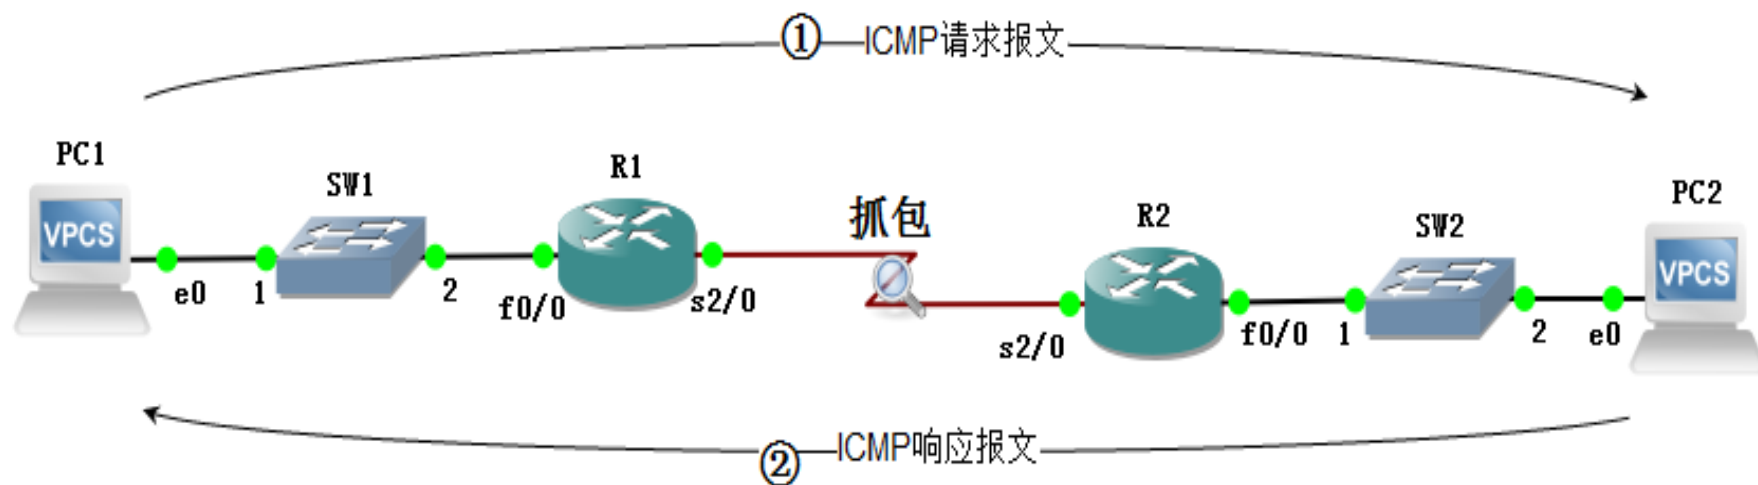 ①
ICMP请求报文
PC1
SW1
R1
抓包
R2
SW2
PC2
VPCS
VPCS
e0
1
2
f0/0
s2/0
s2/0
f0/0
1
2
e0
②
ICMP响应报文